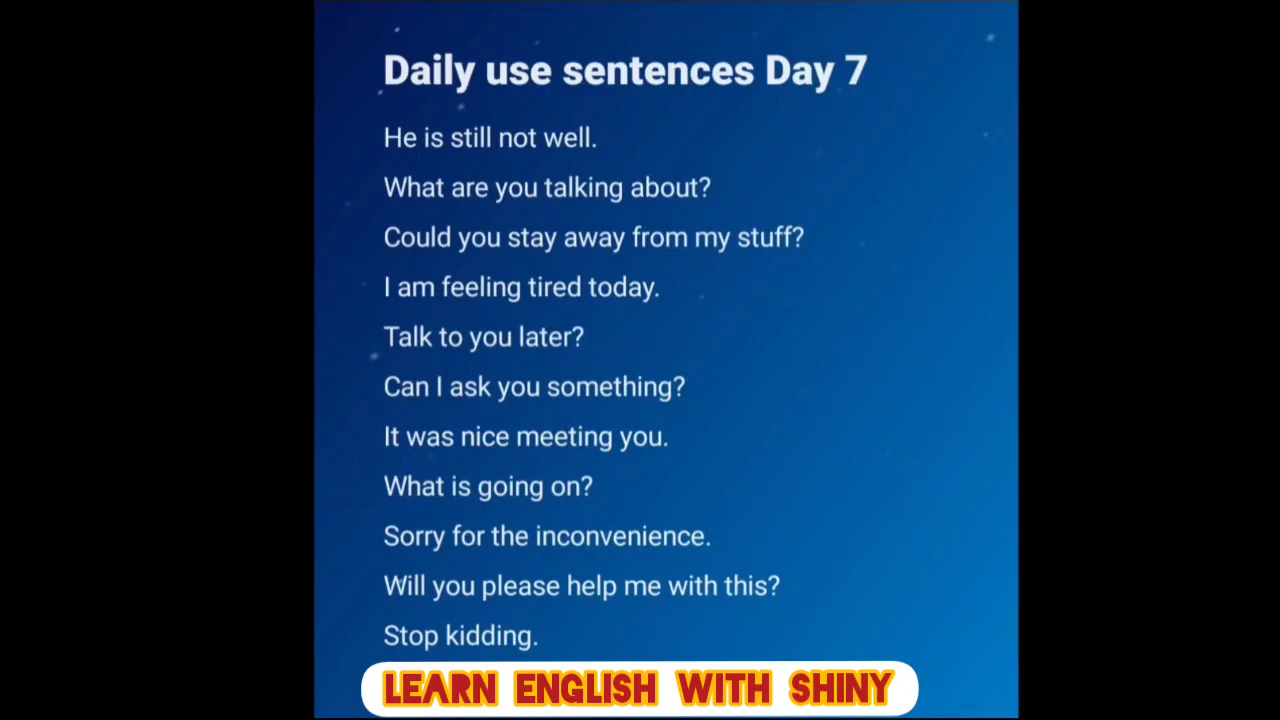 Daily use sentences Day 7
He is still not well.
What are you talking about?
Could you stay away from my stuff?
I am feeling tired today.
Talk to you later?
Can I ask you something?
It was nice meeting you.
What is going on?
Sorry for the inconvenience.
Will you please help me with this?
Stop kidding.
LEARN ENGLISH WITH SHINY